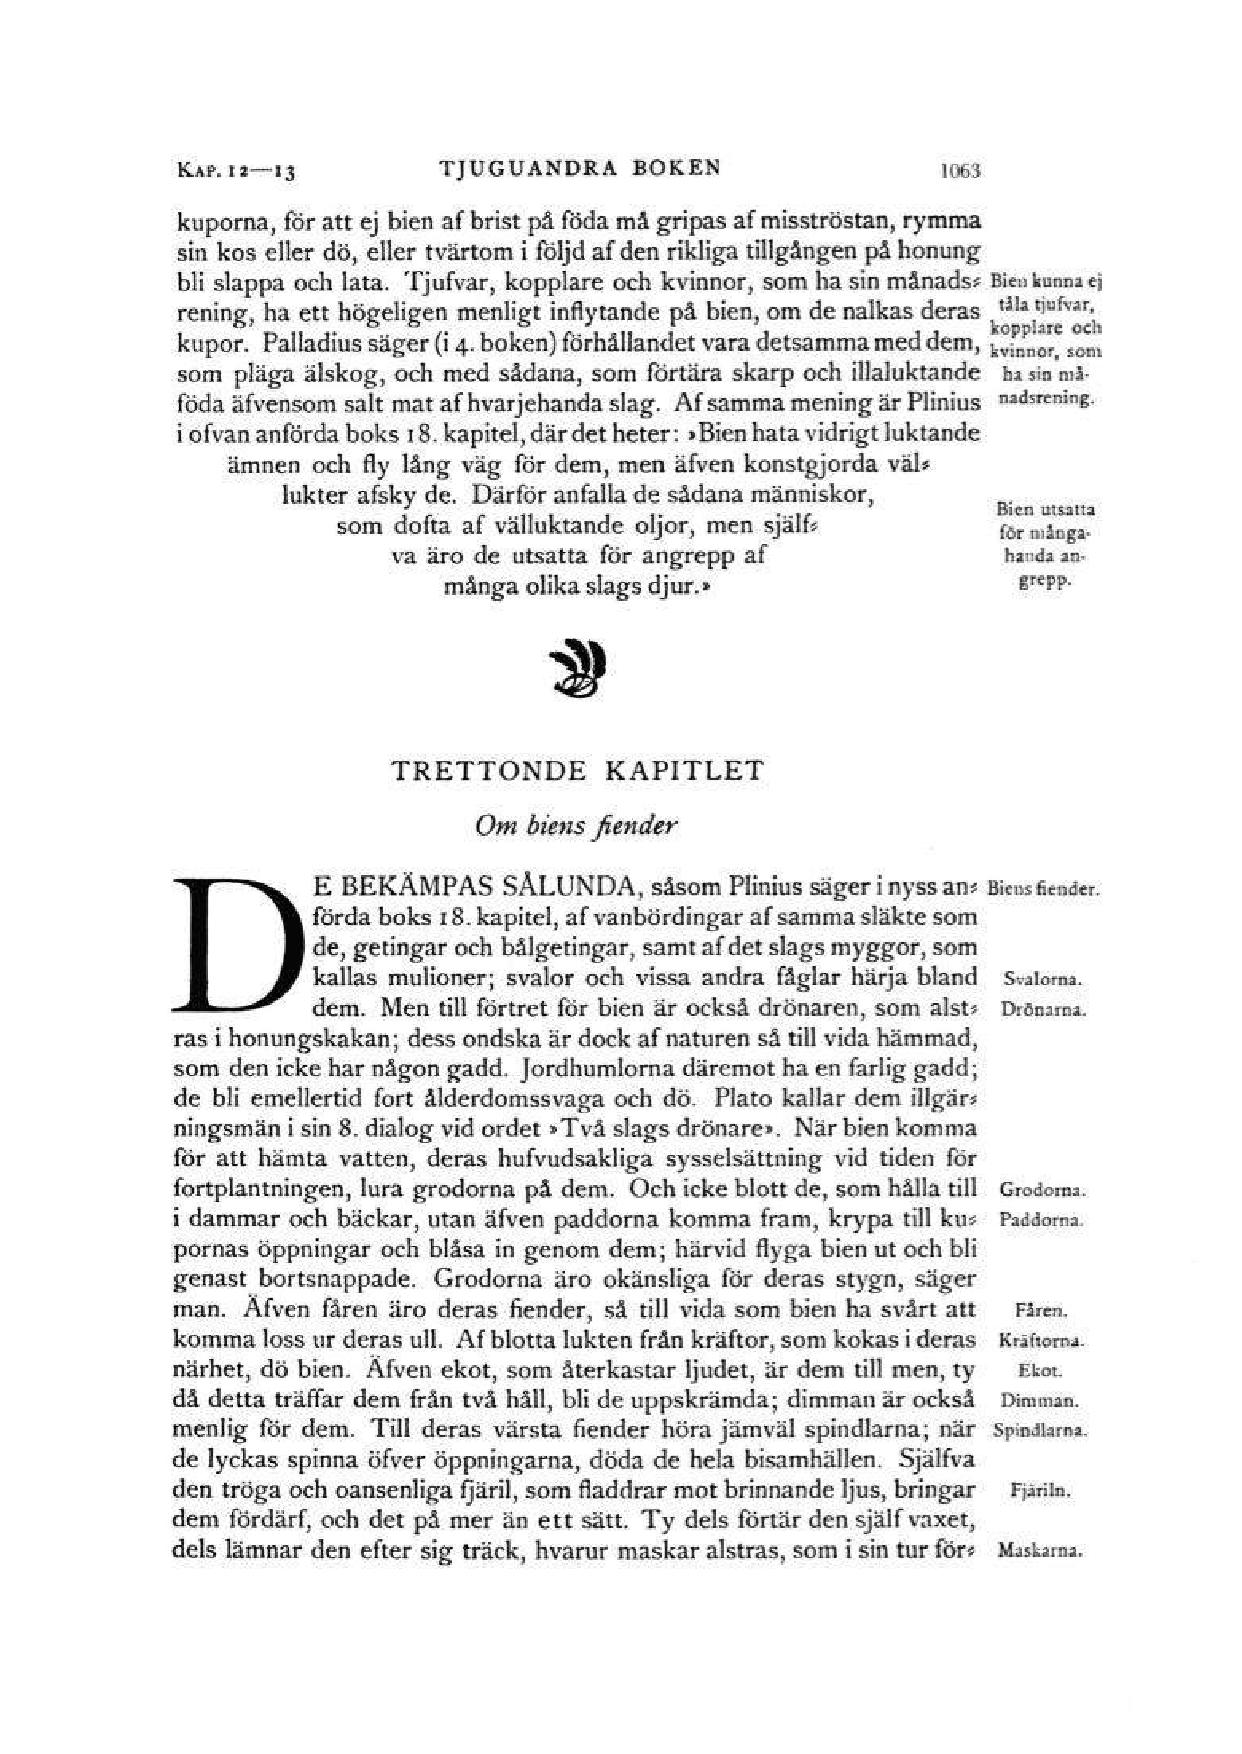 KAP. 12—13 TJUGUANDRA BOKEN 1063
kuporna, för att ej bien af brist på föda må gripas af misströstan, rymma
sin kos eller dö, eller tvärtom i följd af den rikliga tillgången på honung
bli slappa och lata. Tjufvar, kopplare och kvinnor, som ha sin månads⸗
rening, ha ett högeligen menligt inflytande på bien, om de nalkas deras
kupor. Palladius säger (i 4. boken) förhållandet vara detsamma med dem,
som pläga älskog, och med sådana, som förtära skarp och illaluktande
föda äfvensom salt mat af hvarjehanda slag. Af samma mening är Plinius
i ofvan anförda boks 18. kapitel, där det heter: »Bien hata vidrigt luktande
ämnen och fly lång väg för dem, men äfven konstgjorda väl⸗
lukter afsky de. Därför anfalla de sådana människor,
som dofta af välluktande oljor, men själf⸗
va äro de utsatta för angrepp af
många olika slags djur.»
Bien kunna ej
tåla tjufvar,
kopplare och
kvinnor, som
ha sin må-
nadsrening.
Bien utsatta
för många-
handa an-
grepp.
TRETTONDE KAPITLET
Om biens fiender
DE BEKÄMPAS SÅLUNDA, såsom Plinius säger i nyss an⸗
förda boks 18. kapitel, af vanbördingar af samma släkte som
de, getingar och bålgetingar, samt af det slags myggor, som
kallas mulioner; svalor och vissa andra fåglar härja bland
dem. Men till förtret för bien är också drönaren, som alst⸗
ras i honungskakan; dess ondska är dock af naturen så till vida hämmad,
som den icke har någon gadd. Jordhumlorna däremot ha en farlig gadd;
de bli emellertid fort ålderdomssvaga och dö. Plato kallar dem illgär⸗
ningsmän i sin 8. dialog vid ordet »Två slags drönare». När bien komma
för att hämta vatten, deras hufvudsakliga sysselsättning vid tiden för
fortplantningen, lura grodorna på dem. Och icke blott de, som hålla till
i dammar och bäckar, utan äfven paddorna komma fram, krypa till ku⸗
pornas öppningar och blåsa in genom dem; härvid flyga bien ut och bli
genast bortsnappade. Grodorna äro okänsliga för deras stygn, säger
man. Äfven fåren äro deras fiender, så till vida som bien ha svårt att
komma loss ur deras ull. Af blotta lukten från kräftor, som kokas i deras
närhet, dö bien. Äfven ekot, som återkastar ljudet, är dem till men, ty
då detta träffar dem från två håll, bli de uppskrämda; dimman är också
menlig för dem. Till deras värsta fiender höra jämväl spindlarna; när
de lyckas spinna öfver öppningarna, döda de hela bisamhällen. Själfva
den tröga och oansenliga fjäril, som fladdrar mot brinnande ljus, bringar
dem fördärf, och det på mer än ett sätt. Ty dels förtär den själf vaxet,
dels lämnar den efter sig träck, hvarur maskar alstras, som i sin tur för⸗
Biens fiender.
Svalorna.
Drönarna.
Grodorna.
Paddorna.
Fåren.
Kräftorna.
Ekot.
Dimman.
Spindlarna.
Fjäriln.
Maskarna.